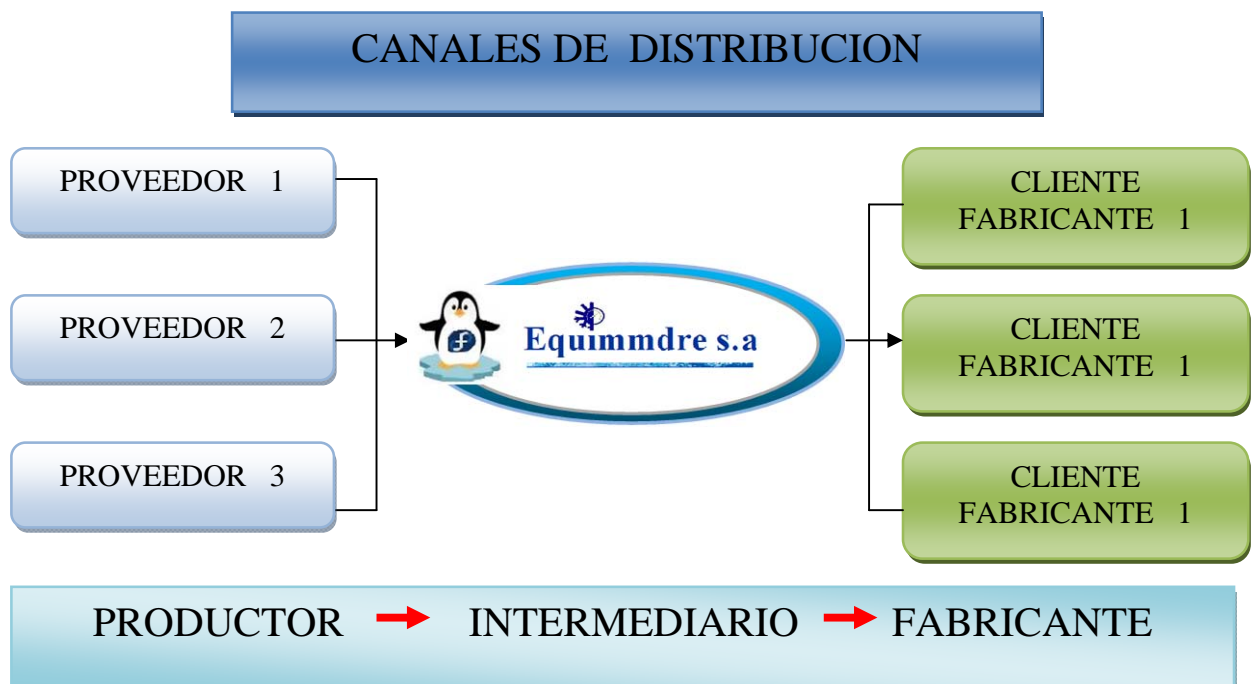 CANALES DE DISTRIBUCION
PROVEEDOR 1
PROVEEDOR 2
PROVEEDOR 3
Equimmdre s.a
CLIENTE
FABRICANTE 1
CLIENTE
FABRICANTE 1
CLIENTE
FABRICANTE 1
PRODUCTOR INTERMEDIARIO FABRICANTE